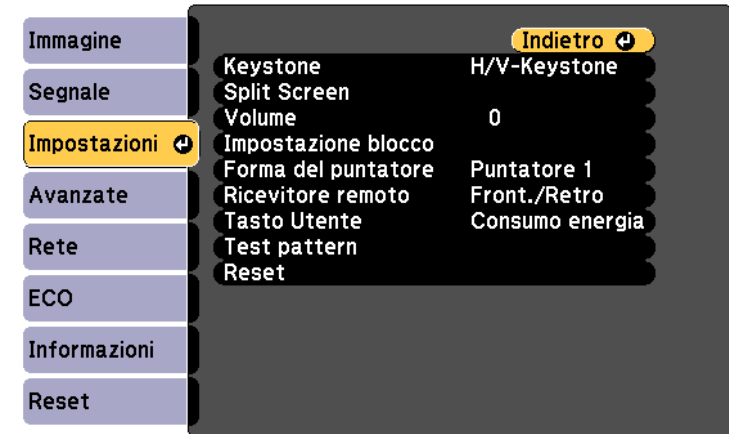 Immagine
Segnale
Impostazioni
Avanzate
Rete
ECO
Informazioni
Reset
Indietro
Keystone H/V-Keystone
Split Screen
Volume 0
Impostazione blocco
Forma del puntatore Puntatore 1
Ricevitore remoto Front./Retro
Tasto Utente Consumo energia
Test pattern
Reset